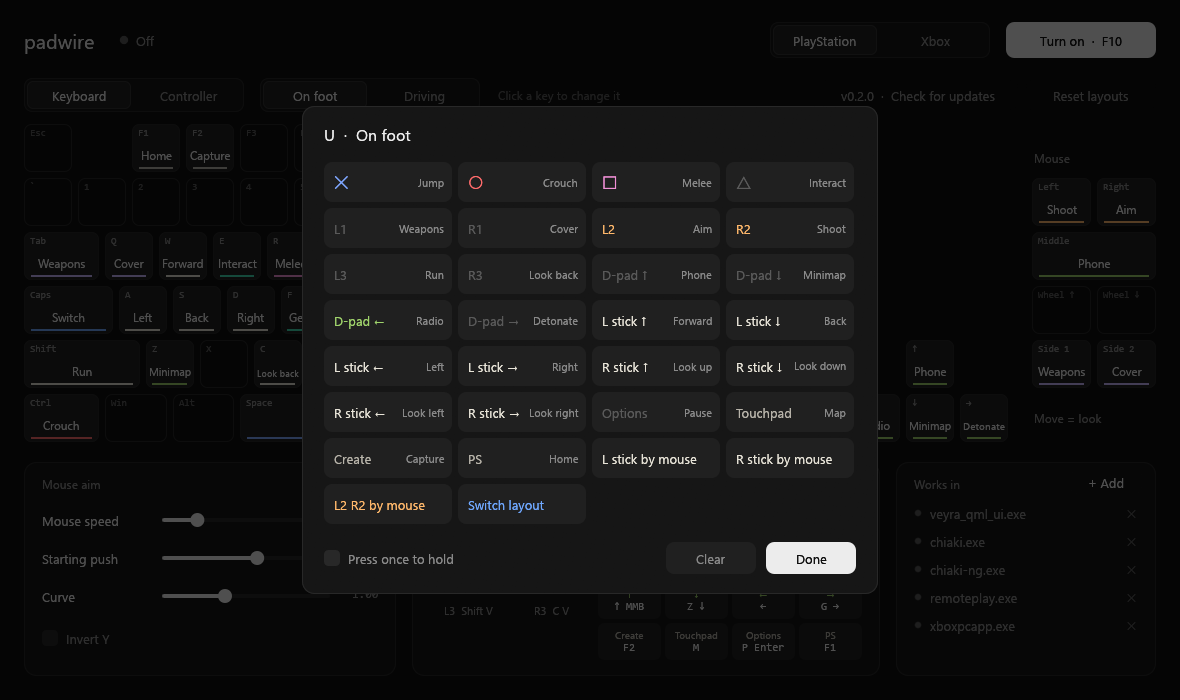 padwire
Off
PlayStation
Xbox
Turn on · F10
Keyboard
Controller
On foot
Driving
Click a key to change it
v0.2.0 · Check for updates
Reset layouts
U · On foot
Jump
Crouch
Melee
Interact
L1 Weapons
R1 Cover
L2 Aim
R2 Shoot
L3 Run
R3 Look back
D-pad ↑ Phone
D-pad ↓ Minimap
D-pad ← Radio
D-pad → Detonate
L stick ↑ Forward
L stick ↓ Back
L stick ← Left
L stick → Right
R stick ↑ Look up
R stick ↓ Look down
R stick ← Look left
R stick → Look right
Options Pause
Touchpad Map
Create Capture
PS Home
L stick by mouse
R stick by mouse
L2 R2 by mouse
Switch layout
Press once to hold
Clear
Done
Esc
F1
Home
F2
Capture
F3
1
2
3
4
Tab
Weapons
Q
Cover
W
Forward
E
Interact
R
Caps
Switch
A
Left
S
Back
D
Right
F
Shift
Run
Z
Minimap
X
C
Look back
Ctrl
Crouch
Win
Alt
Space
↑
Phone
↓
Minimap
→
Detonate
Mouse
Left
Shoot
Right
Aim
Middle
Phone
Wheel ↑
Wheel ↓
Side 1
Weapons
Side 2
Cover
Move = look
Mouse aim
Mouse speed
Starting push
Curve
Invert Y
L3 Shift V
R3 C V
↑ MMB
Z ↓
←
G →
Create
F2
Touchpad
M
Options
P Enter
PS
F1
Works in
+ Add
veyra_qml_ui.exe
chiaki.exe
chiaki-ng.exe
remoteplay.exe
xboxpcapp.exe